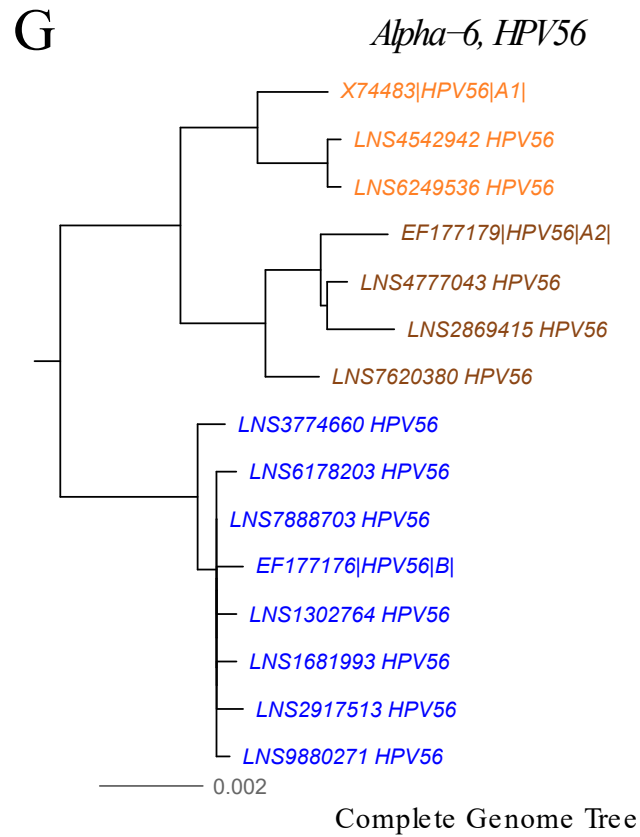 G
Alpha−6, HPV56
X74483|HPV56|A1|
LNS4542942 HPV56
LNS6249536 HPV56
EF177179|HPV56|A2|
LNS4777043 HPV56
LNS2869415 HPV56
LNS7620380 HPV56
LNS3774660 HPV56
LNS6178203 HPV56
LNS7888703 HPV56
EF177176|HPV56|B|
LNS1302764 HPV56
LNS1681993 HPV56
LNS2917513 HPV56
LNS9880271 HPV56
0.002
Complete Genome Tree